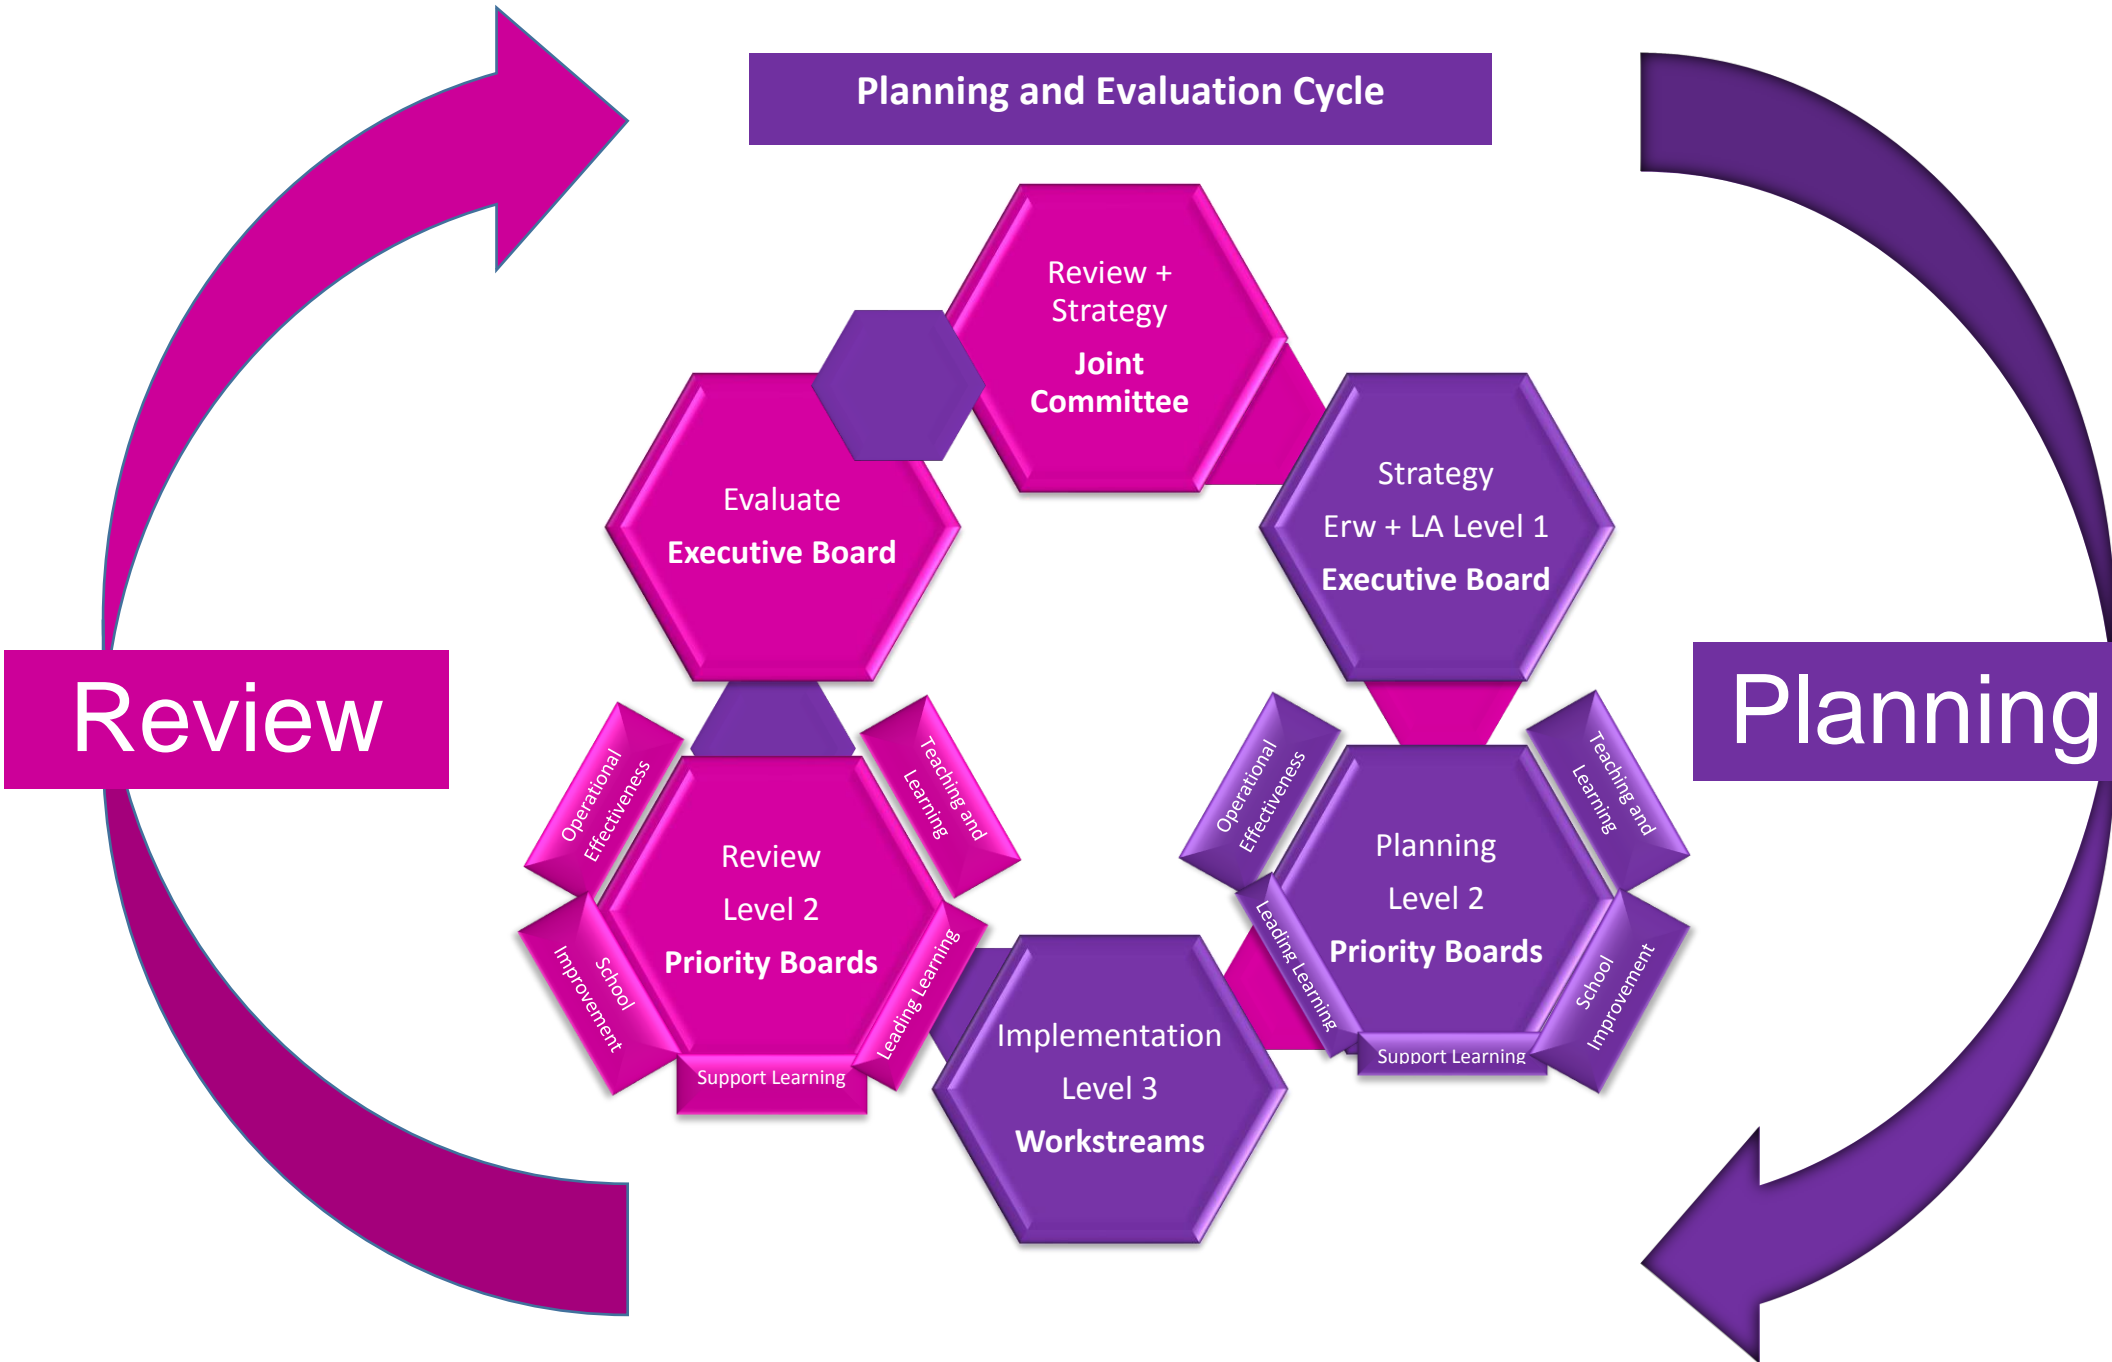 Planning and Evaluation Cycle
Review +
Strategy
Joint
Committee
Strategy
Erw + LA Level 1
Executive Board
Evaluate
Executive Board
Review
Planning
Operational
Effectiveness
Teaching and
Learning
Review
Level 2
Priority Boards
School
Improvement
Support Learning
Leading Learning
Operational
Effectiveness
Teaching and
Learning
Planning
Level 2
Priority Boards
Leading Learning
Support Learning
School
Improvement
Implementation
Level 3
Workstreams